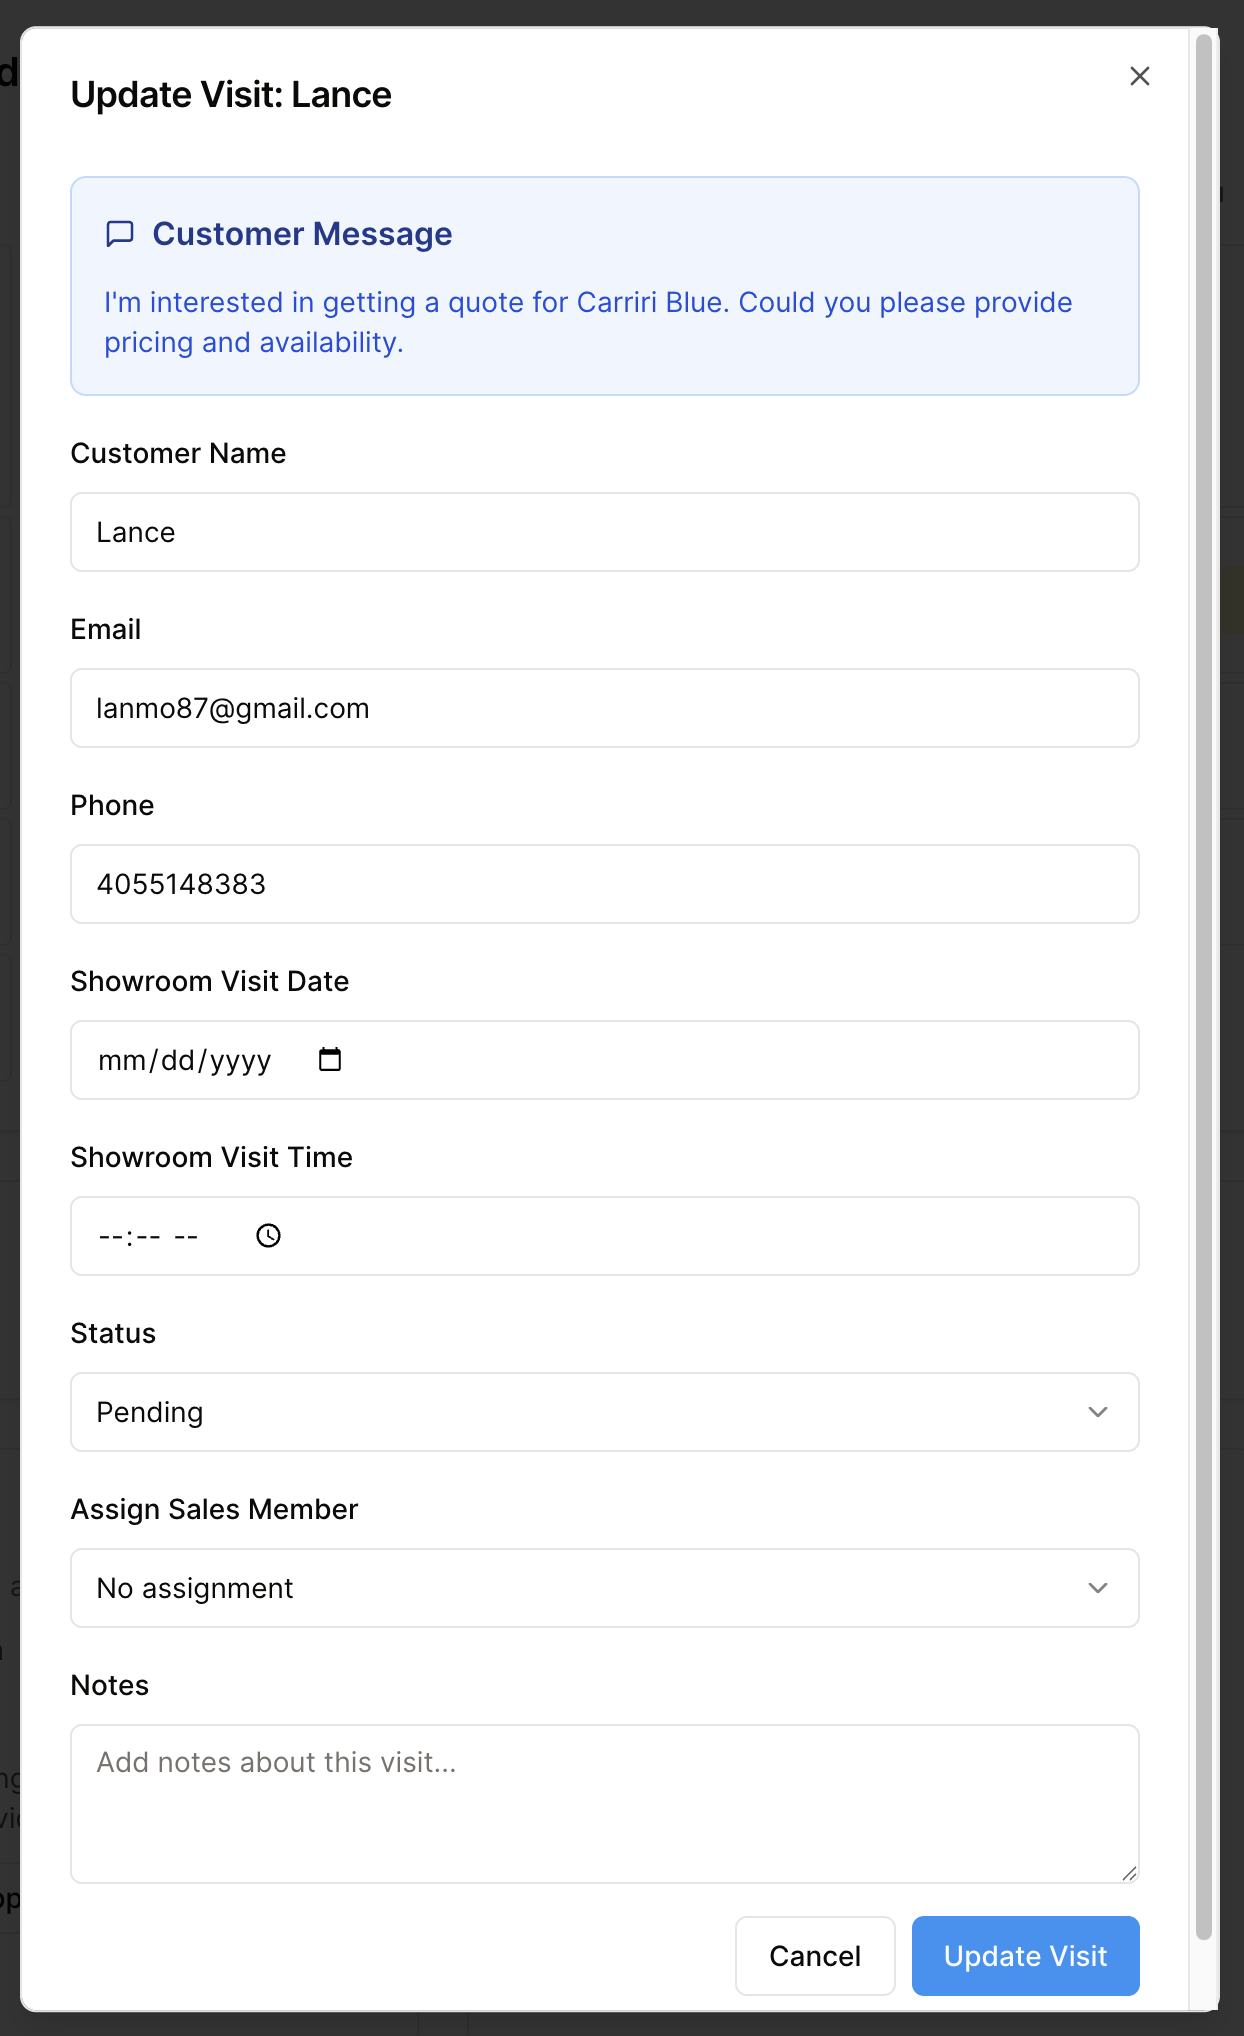 Update Visit: Lance
Customer Message
I'm interested in getting a quote for Carriri Blue. Could you please provide
pricing and availability.
Customer Name
Lance
Email
lanmo87@gmail.com
Phone
4055148383
Showroom Visit Date
mm/dd/yyyy
Showroom Visit Time
--:-- --
Status
Pending
Assign Sales Member
No assignment
Notes
Add notes about this visit...
Cancel
Update Visit